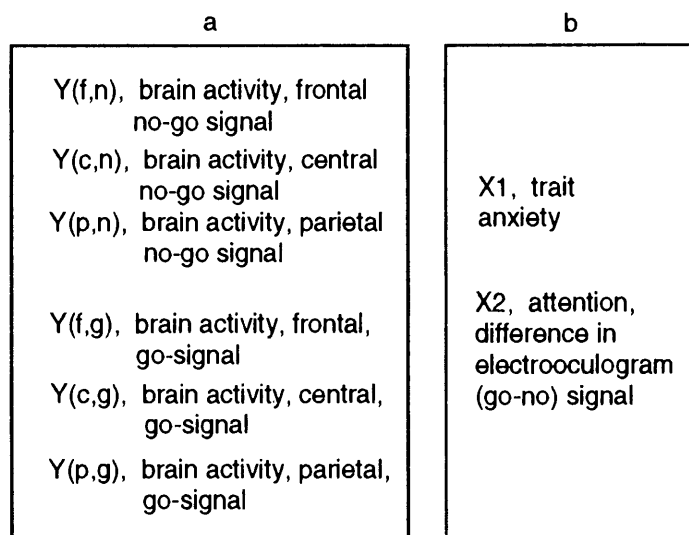 a
Y(f,n), brain activity, frontal
no-go signal
Y(c,n), brain activity, central
no-go signal
Y(p,n), brain activity, parietal
no-go signal
Y(f,g), brain activity, frontal,
go-signal
Y(c,g), brain activity, central,
go-signal
Y(p,g), brain activity, parietal,
go-signal
b
X1, trait
anxiety
X2, attention,
difference in
electrooculogram
(go-no) signal